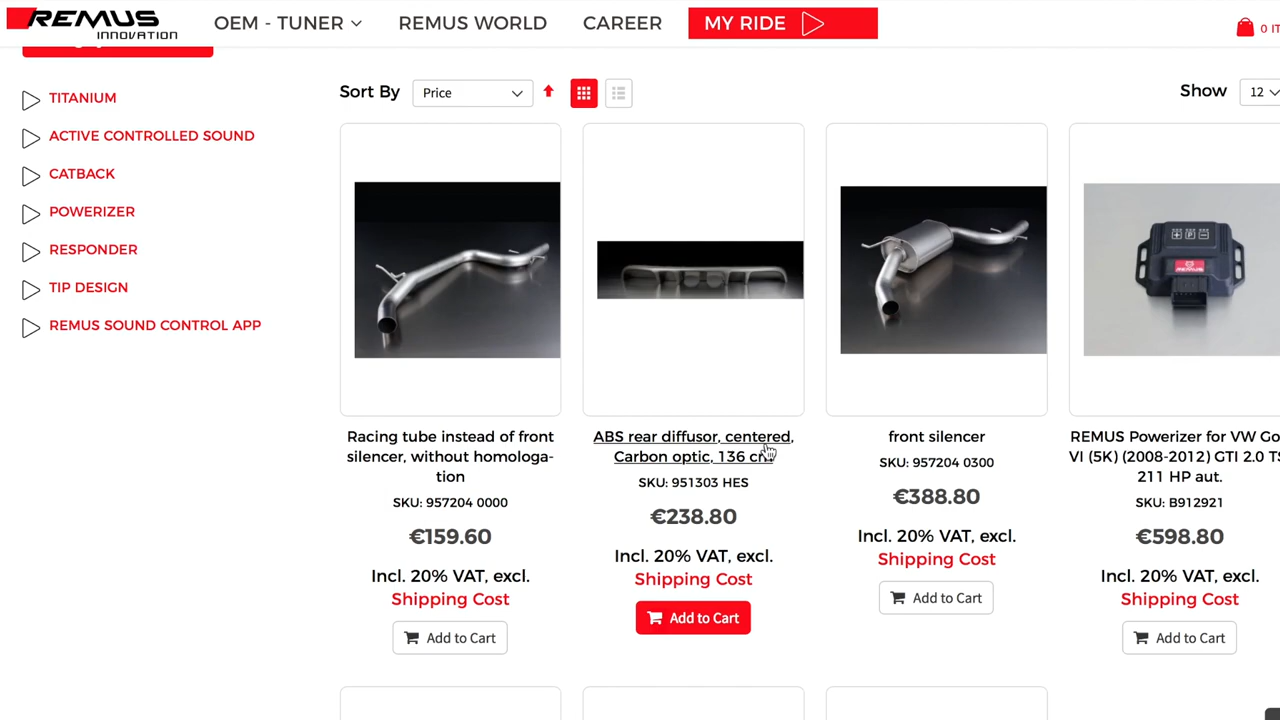 REMUS
INNOVATION
OEM - TUNER
REMUS WORLD
CAREER
MY RIDE
0 IT
TITANIUM
ACTIVE CONTROLLED SOUND
CATBACK
POWERIZER
RESPONDER
TIP DESIGN
REMUS SOUND CONTROL APP
Sort By
Price
Show
12
Racing tube instead of front
silencer, without homologa-
tion
SKU: 957204 0000
€159.60
Incl. 20% VAT, excl.
Shipping Cost
Add to Cart
ABS rear diffusor, centered,
Carbon optic, 136 cm
SKU: 951303 HES
€238.80
Incl. 20% VAT, excl.
Shipping Cost
Add to Cart
front silencer
SKU: 957204 0300
€388.80
Incl. 20% VAT, excl.
Shipping Cost
Add to Cart
REMUS
REMUS Powerizer for VW Go
VI (5K) (2008-2012) GTI 2.0 TS
211 HP aut.
SKU: B912921
€598.80
Incl. 20% VAT, excl.
Shipping Cost
Add to Cart